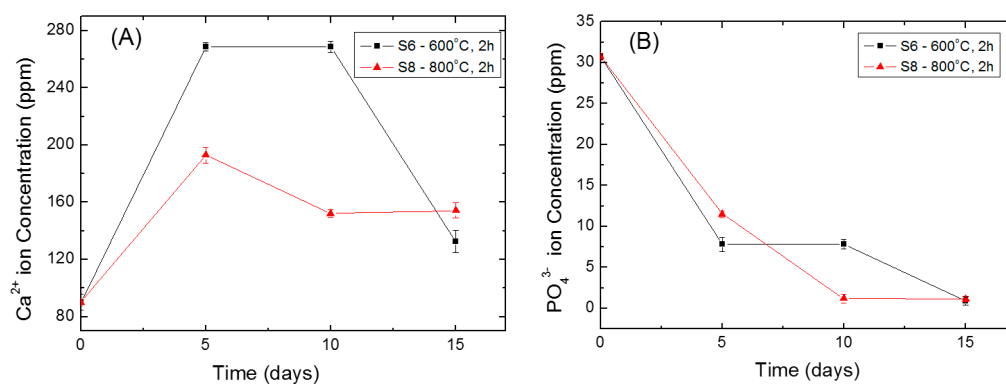 (A)
S6 - 600°C, 2h
S8 - 800°C, 2h
280
240
200
160
120
80
0 5 10 15
Ca²⁺ ion Concentration (ppm)
Time (days)
(B)
S6 - 600°C, 2h
S8 - 800°C, 2h
35
30
25
20
15
10
5
0
0 5 10 15
PO₄³⁻ ion Concentration (ppm)
Time (days)